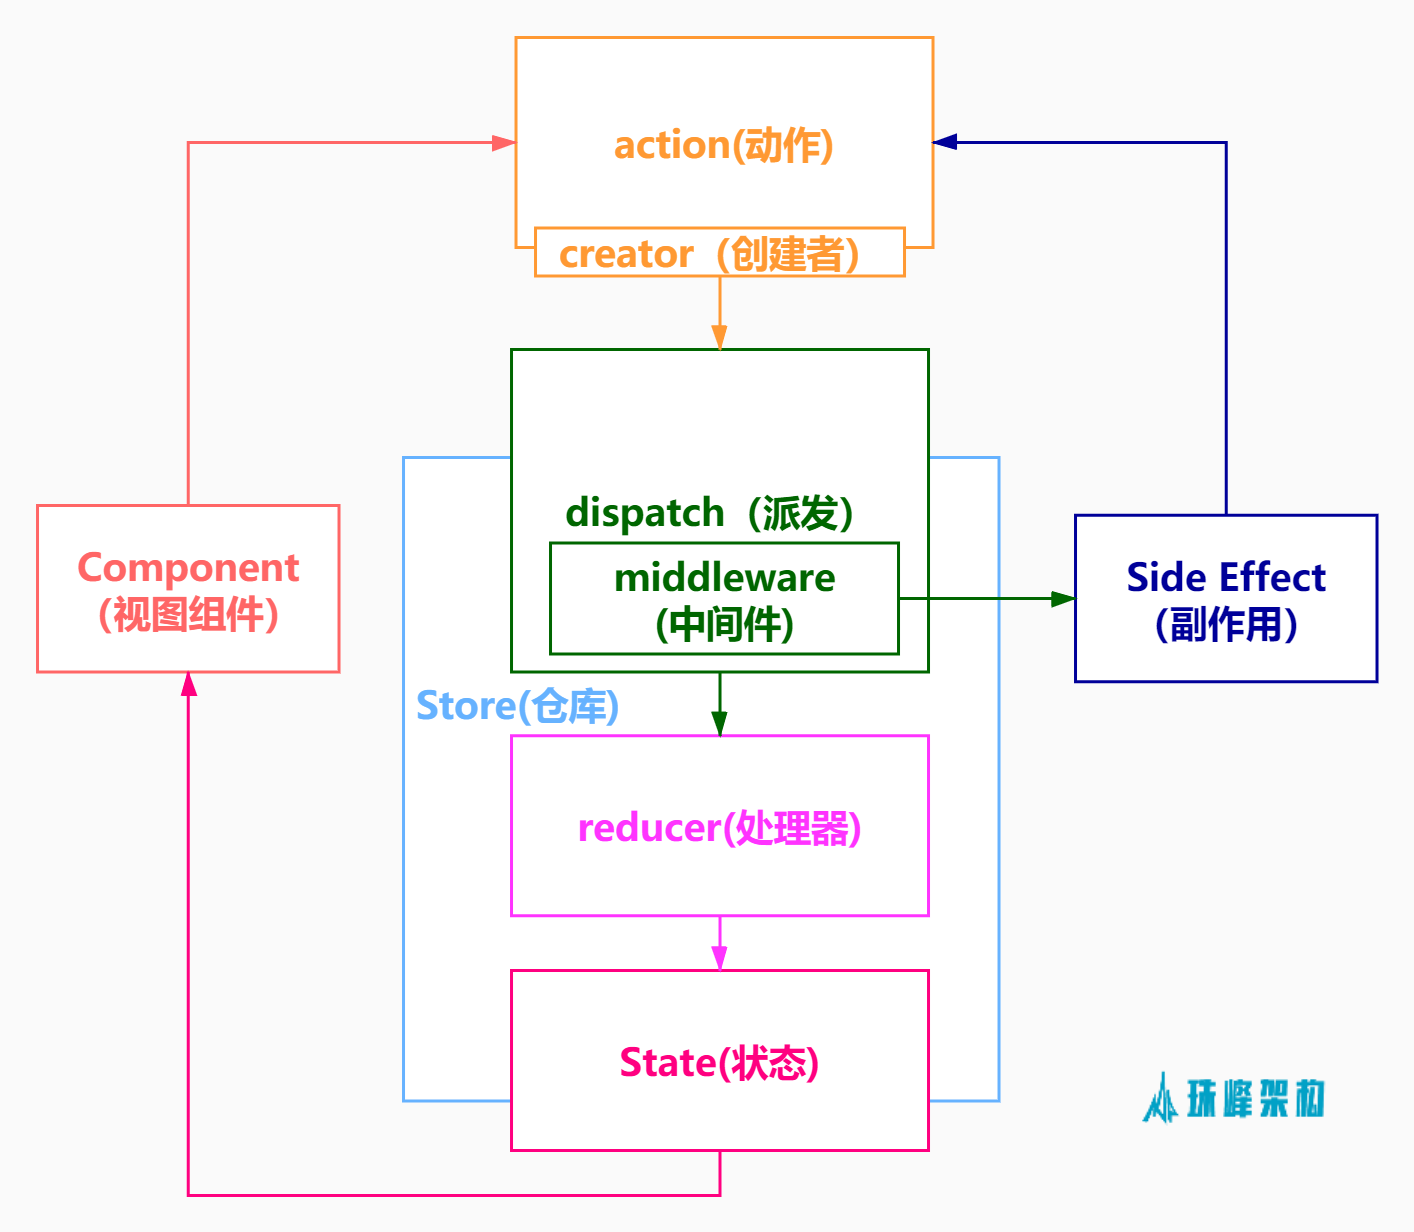 action(动作)
creator（创建者）
dispatch（派发）
middleware
(中间件)
Component
(视图组件)
Side Effect
（副作用）
Store(仓库)
reducer(处理器)
State(状态)
珠峰架构